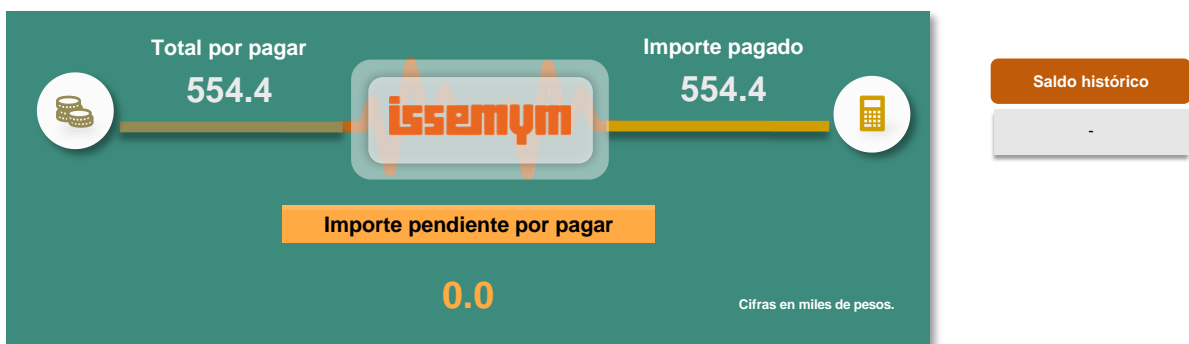 Total por pagar
554.4
issemym
Importe pagado
554.4
Importe pendiente por pagar
0.0
Cifras en miles de pesos.
Saldo histórico
-